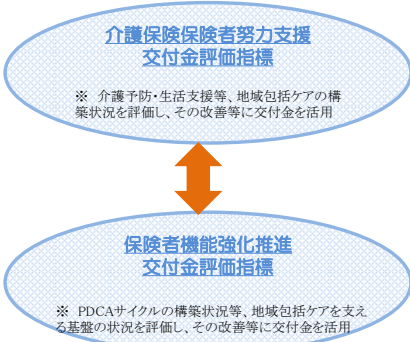 介護保険保険者努力支援
交付金評価指標
※ 介護予防・生活支援等、地域包括ケアの構
築状況を評価し、その改善等に交付金を活用
保険者機能強化推進
交付金評価指標
※ PDCAサイクルの構築状況等、地域包括ケアを支え
る基盤の状況を評価し、その改善等に交付金を活用